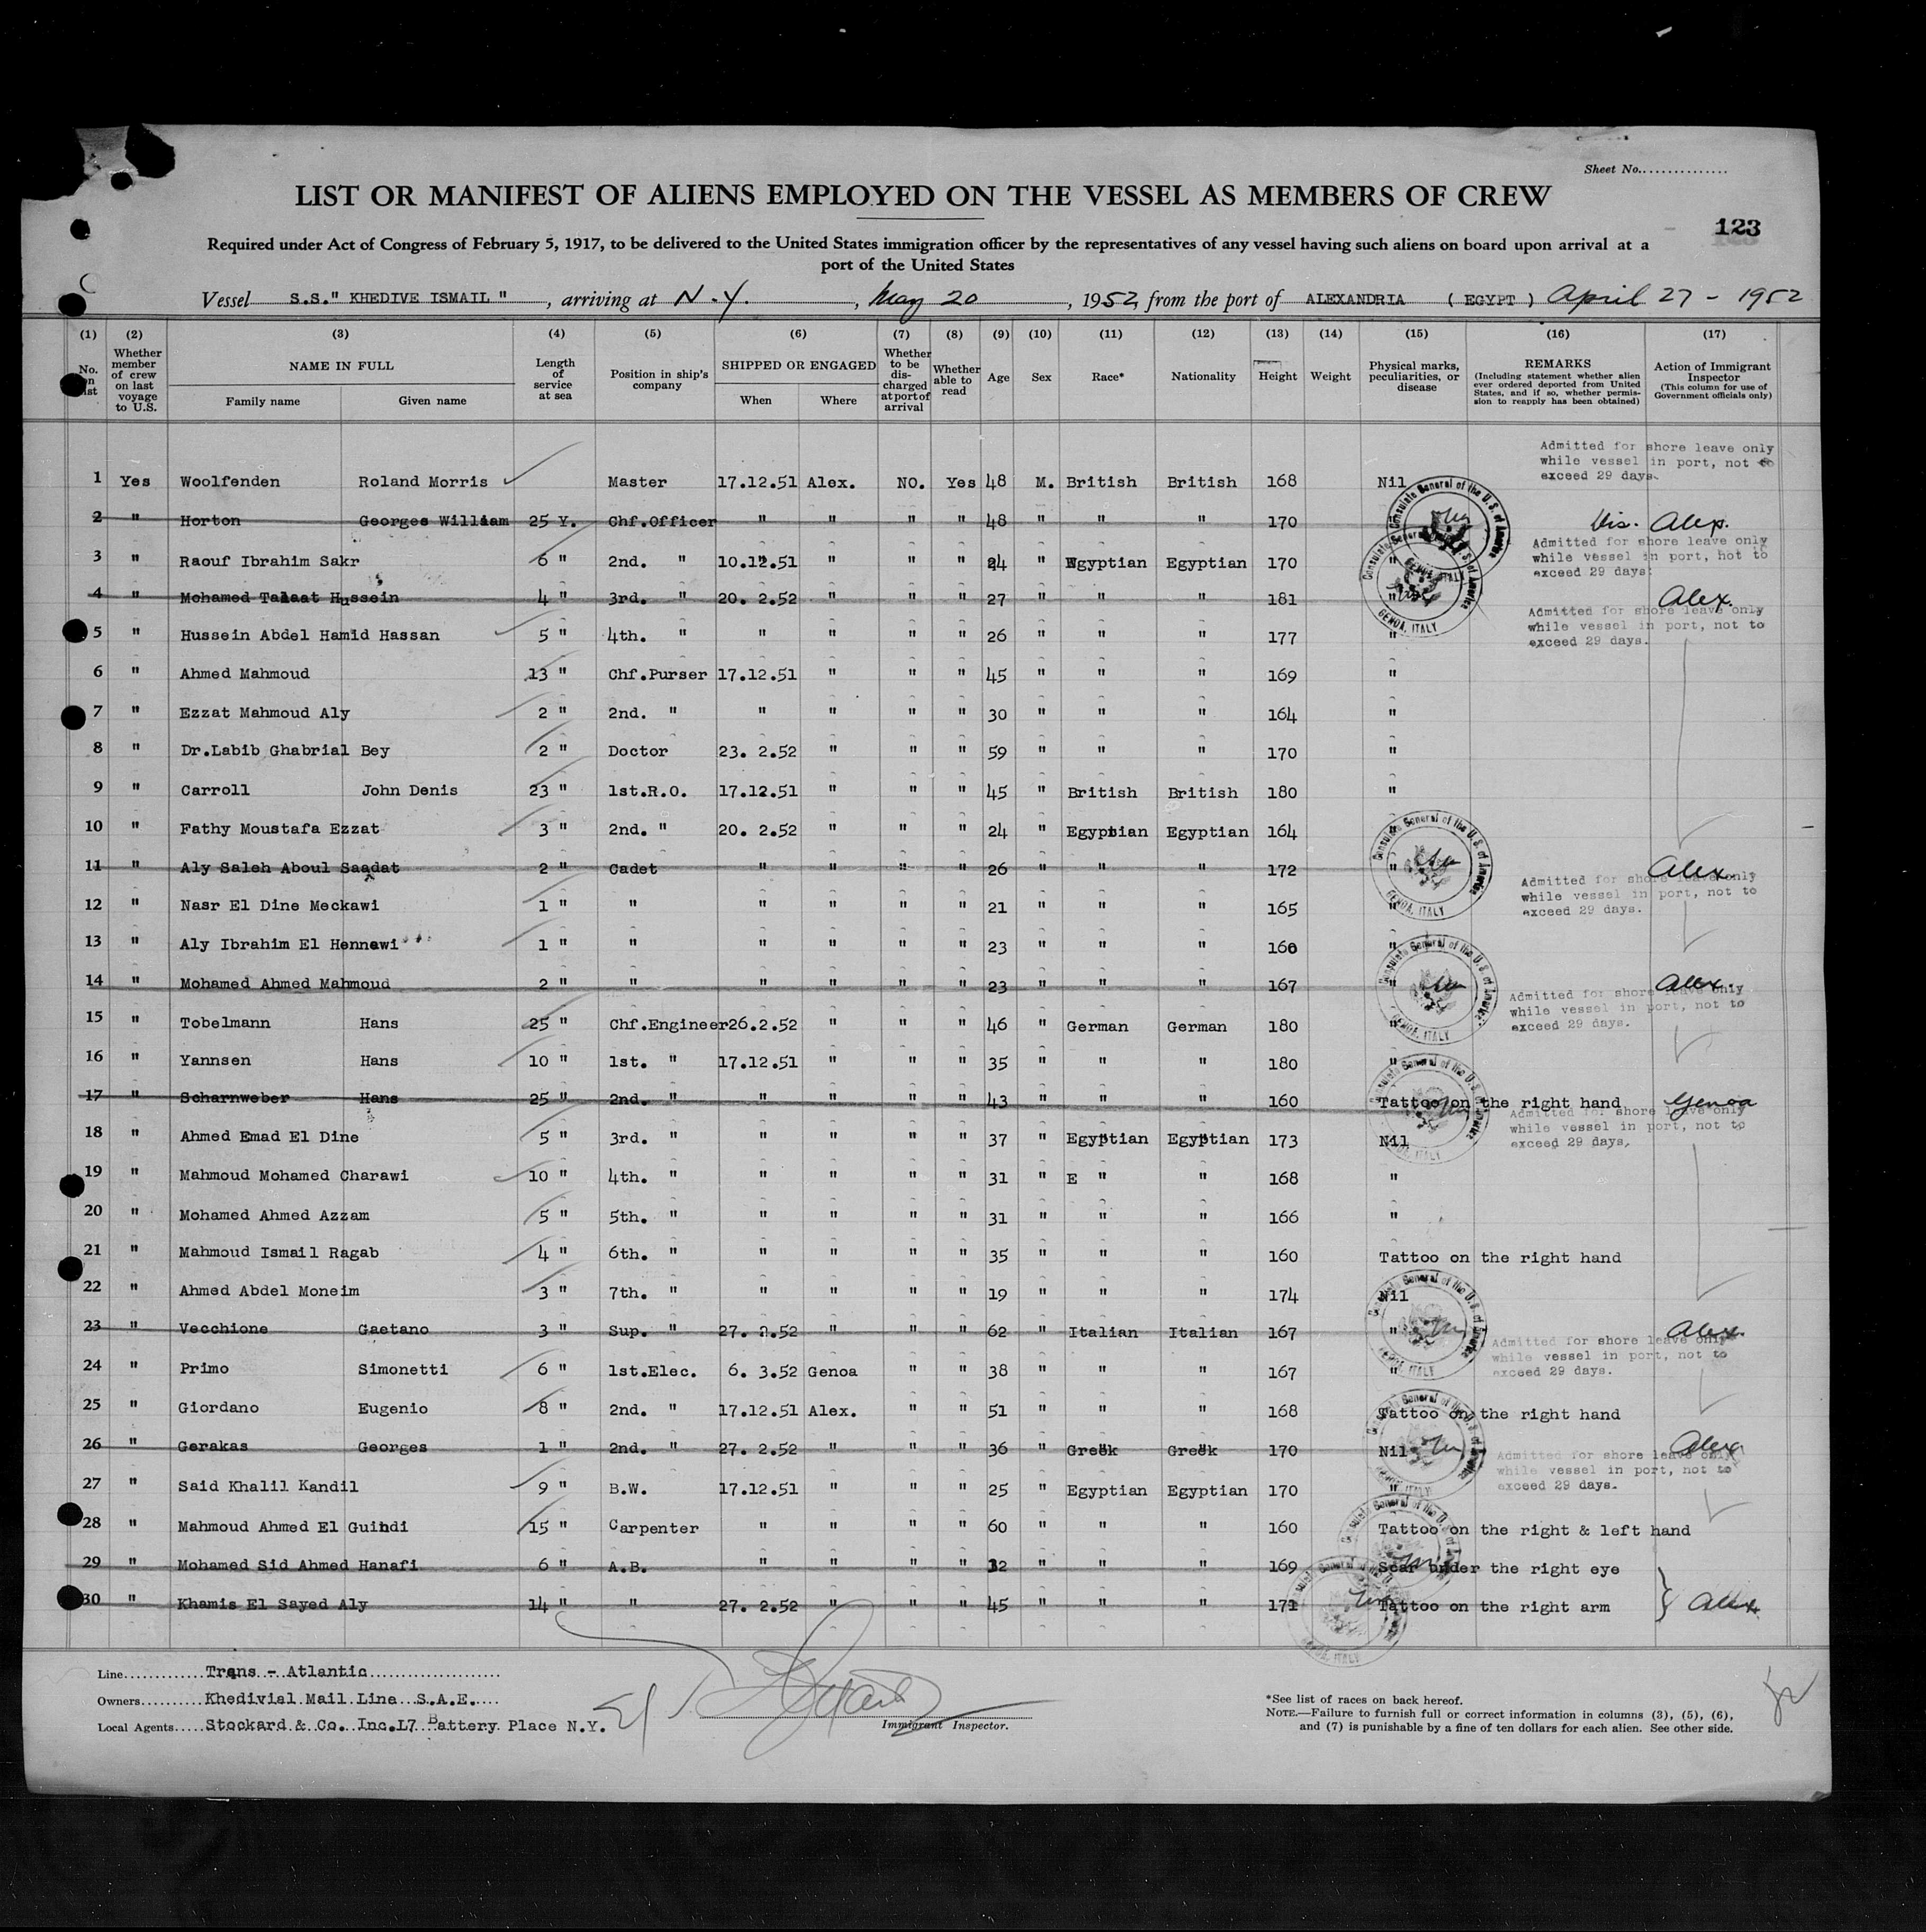 Sheet No...............
LIST OR MANIFEST OF ALIENS EMPLOYED ON THE VESSEL AS MEMBERS OF CREW
123
Required under Act of Congress of February 5, 1917, to be delivered to the United States immigration officer by the representatives of any vessel having such aliens on board upon arrival at a
port of the United States
Vessel S.S." KHEDIVE ISMAIL " , arriving at N.Y. , May 20 , 1952, from the port of ALEXANDRIA ( EGYPT ) April 27 - 1952
(1) (2) (3) (4) (5) (6) (7) (8) (9) (10) (11) (12) (13) (14) (15) (16) (17)
No. on list Whether member of crew on last voyage to U.S. NAME IN FULL Family name Given name Length of service at sea Position in ship's company SHIPPED OR ENGAGED When Where Whether to be discharged at port of arrival Whether able to read Age Sex Race* Nationality Height Weight Physical marks, peculiarities, or disease REMARKS (Including statement whether alien ever ordered deported from United States, and if so, whether permission to reapply has been obtained) Action of Immigrant Inspector (This column for use of Government officials only)
Admitted for shore leave only
while vessel in port, not to
exceed 29 days.
1 Yes Woolfenden Roland Morris Master 17.12.51 Alex. NO. Yes 48 M. British British 168 Nil
2 " Horton Georges William 25 Y. Chf.Officer " " " " 48 " " " 170 Vis. Alex.
Admitted for shore leave only
while vessel in port, not to
exceed 29 days.
3 " Raouf Ibrahim Sakr 6 " 2nd. " 10.12.51 " " " 24 " Egyptian Egyptian 170 "
4 " Mohamed Talaat Hussein 4 " 3rd. " 20. 2.52 " " " 27 " " " 181 " Alex.
Admitted for shore leave only
while vessel in port, not to
exceed 29 days.
5 " Hussein Abdel Hamid Hassan 5 " 4th. " " " " " 26 " " " 177 "
6 " Ahmed Mahmoud 13 " Chf.Purser 17.12.51 " " " 45 " " " 169 "
7 " Ezzat Mahmoud Aly 2 " 2nd. " " " " " 30 " " " 164 "
8 " Dr.Labib Ghabrial Bey 2 " Doctor 23. 2.52 " " " 59 " " " 170 "
9 " Carroll John Denis 23 " 1st.R.O. 17.12.51 " " " 45 " British British 180 "
10 " Fathy Moustafa Ezzat 3 " 2nd. " 20. 2.52 " " " 24 " Egyptian Egyptian 164 "
11 " Aly Saleh Aboul Saadat 2 " Cadet " " " " 26 " " " 172 " Alex.
Admitted for shore leave only
while vessel in port, not to
exceed 29 days.
12 " Nasr El Dine Meckawi 1 " " " " " " 21 " " " 165 "
13 " Aly Ibrahim El Hennawi 1 " " " " " " 23 " " " 160 "
14 " Mohamed Ahmed Mahmoud 2 " " " " " " 23 " " " 167 " Alex.
Admitted for shore leave only
while vessel in port, not to
exceed 29 days.
15 " Tobelmann Hans 25 " Chf.Engineer 26.2.52 " " " 46 " German German 180 "
16 " Yannsen Hans 10 " 1st. " 17.12.51 " " " 35 " " " 180 "
17 " Scharnweber Hans 25 " 2nd. " " " " " 43 " " " 160 Tattoo on the right hand Genoa
Admitted for shore leave only
while vessel in port, not to
exceed 29 days.
18 " Ahmed Emad El Dine 5 " 3rd. " " " " " 37 " Egyptian Egyptian 173 Nil
19 " Mahmoud Mohamed Charawi 10 " 4th. " " " " " 31 " E " " 168 "
20 " Mohamed Ahmed Azzam 5 " 5th. " " " " " 31 " " " 166 "
21 " Mahmoud Ismail Ragab 4 " 6th. " " " " " 35 " " " 160 Tattoo on the right hand
22 " Ahmed Abdel Moneim 3 " 7th. " " " " " 19 " " " 174 Nil
23 " Vecchione Gaetano 3 " Sup. " 27. 2.52 " " " 62 " Italian Italian 167 " Alex.
Admitted for shore leave only
while vessel in port, not to
exceed 29 days.
24 " Primo Simonetti 6 " 1st.Elec. 6. 3.52 Genoa " " 38 " " " 167 "
25 " Giordano Eugenio 8 " 2nd. " 17.12.51 Alex. " " 51 " " " 168 Tattoo on the right hand
26 " Gerakas Georges 1 " 2nd. " 27. 2.52 " " " 36 " Greek Greek 170 Nil Alex
Admitted for shore leave only
while vessel in port, not to
exceed 29 days.
27 " Said Khalil Kandil 9 " B.W. 17.12.51 " " " 25 " Egyptian Egyptian 170 "
28 " Mahmoud Ahmed El Guindi 15 " Carpenter " " " " 60 " " " 160 Tattoo on the right & left hand
29 " Mohamed Sid Ahmed Hanafi 6 " A.B. " " " " 32 " " " 169 Scar under the right eye
30 " Khamis El Sayed Aly 14 " " 27. 2.52 " " " 45 " " " 171 Tattoo on the right arm } Alex.
Consulate General of the U.S. of America
GENOA, ITALY
Line............Trans - Atlantic
Owners..........Khedivial Mail Line S.A.E.
Local Agents.....Stockard & Co. Inc.L7 Battery Place N.Y.
Immigrant Inspector.
*See list of races on back hereof.
NOTE.—Failure to furnish full or correct information in columns (3), (5), (6),
and (7) is punishable by a fine of ten dollars for each alien. See other side.